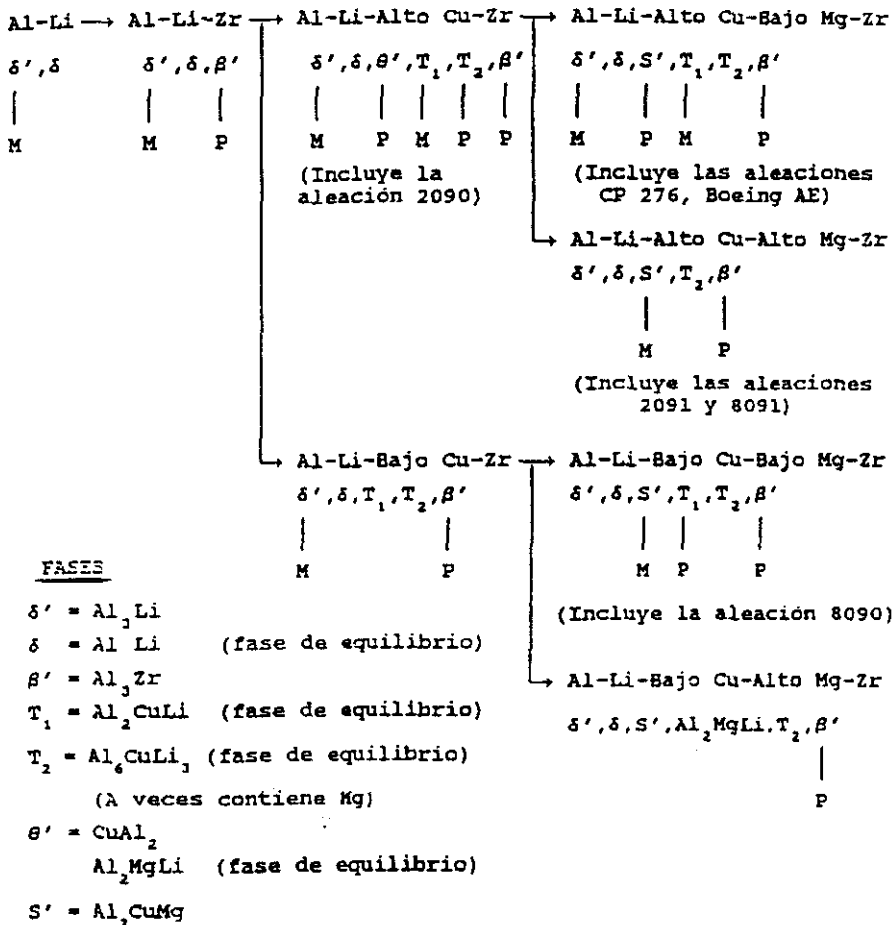 Al-Li → Al-Li-Zr → Al-Li-Alto Cu-Zr → Al-Li-Alto Cu-Bajo Mg-Zr
δ′,δ δ′,δ,β′ δ′,δ,θ′,T₁,T₂,β′ δ′,δ,S′,T₁,T₂,β′
M M P M P M P P M P M P
(Incluye la
aleación 2090)
(Incluye las aleaciones
CP 276, Boeing AE)
→ Al-Li-Alto Cu-Alto Mg-Zr
δ′,δ,S′,T₂,β′
M P
(Incluye las aleaciones
2091 y 8091)
→ Al-Li-Bajo Cu-Zr → Al-Li-Bajo Cu-Bajo Mg-Zr
δ′,δ,T₁,T₂,β′ δ′,δ,S′,T₁,T₂,β′
M P M P P
(Incluye la aleación 8090)
→ Al-Li-Bajo Cu-Alto Mg-Zr
δ′,δ,S′,Al₂MgLi,T₂,β′
P
FASES
δ′ = Al₃Li
δ = Al Li (fase de equilibrio)
β′ = Al₃Zr
T₁ = Al₂CuLi (fase de equilibrio)
T₂ = Al₆CuLi₃ (fase de equilibrio)
(A veces contiene Mg)
θ′ = CuAl₂
Al₂MgLi (fase de equilibrio)
S′ = Al₂CuMg